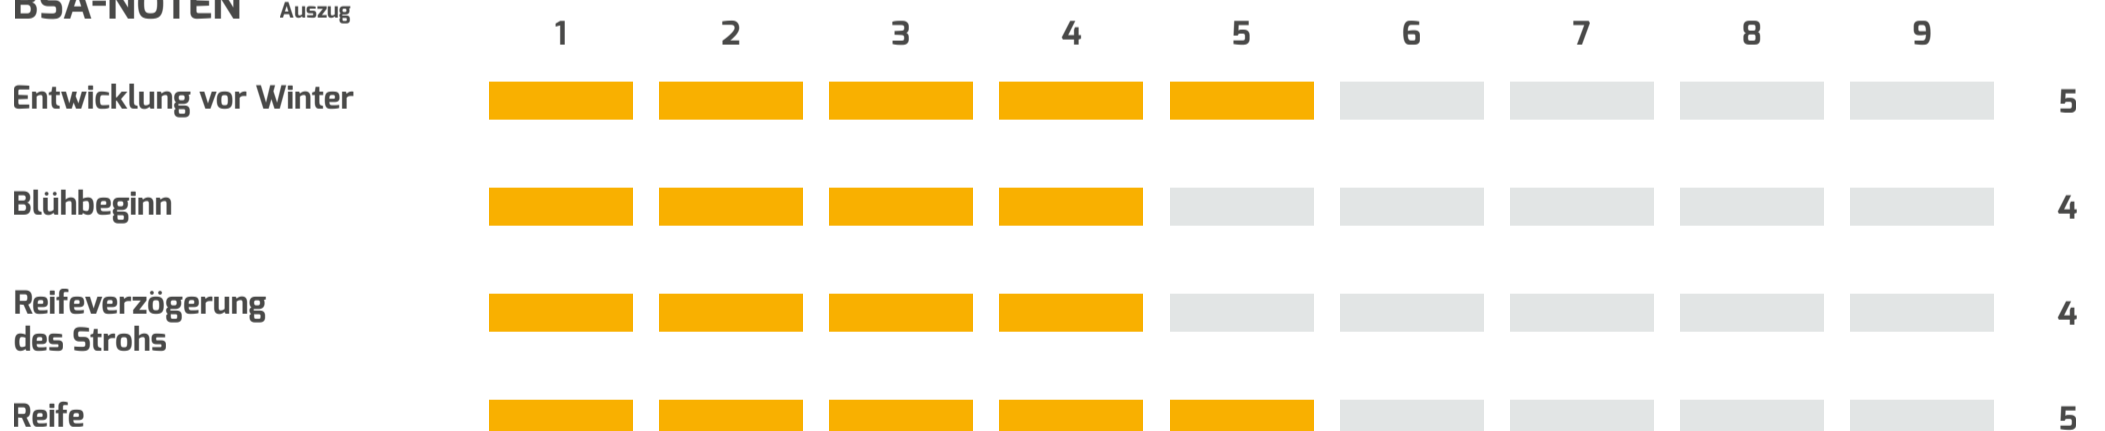 BSA-NOTEN Auszug
1 2 3 4 5 6 7 8 9
Entwicklung vor Winter 5
Blühbeginn 4
Reifeverzögerung
des Strohs 4
Reife 5